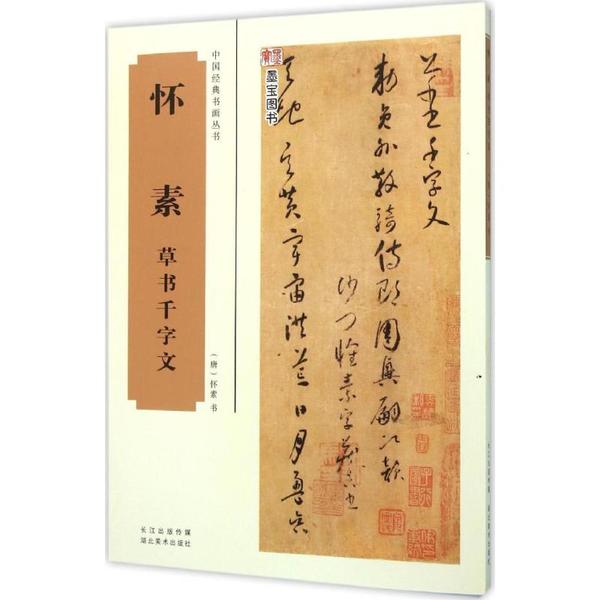 怀素
草书千字文
中国经典书画丛书
（唐）怀素 书
长江出版传媒
湖北美术出版社
墨宝图书
千字文
敕员外散骑侍郎周兴嗣次韵
沙门怀素字藏真书
天地玄黄宇宙洪荒日月盈昃